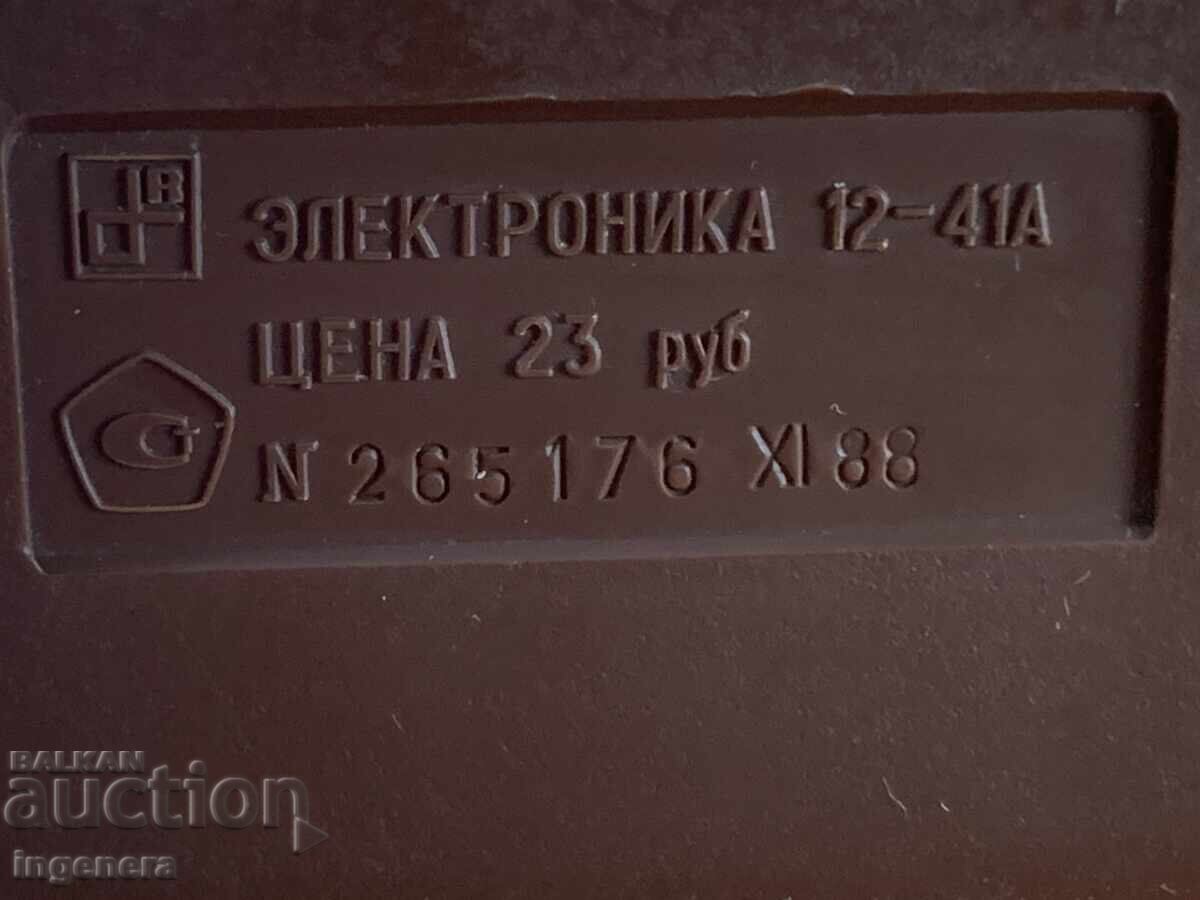 ЭЛЕКТРОНИКА 12-41А
ЦЕНА 23 руб
N 265176 XI 88
BALKAN
auction
ingenera